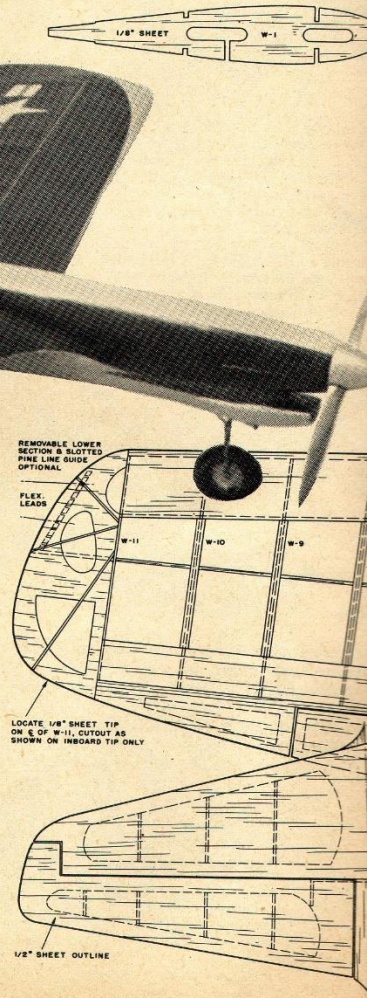 1/8" SHEET W-1
REMOVABLE LOWER
SECTION & SLOTTED
PINE LINE GUIDE
OPTIONAL
FLEX.
LEADS
W-11 W-10 W-9
LOCATE 1/8" SHEET TIP
ON ℄ OF W-11, CUTOUT AS
SHOWN ON INBOARD TIP ONLY
1/2" SHEET OUTLINE